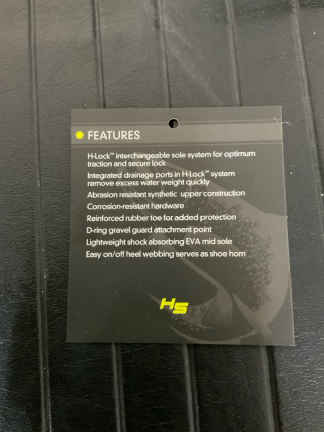 FEATURES
H-Lock™ interchangeable sole system for optimum
traction and secure lock
Integrated drainage ports in H-Lock™ system
remove excess water weight quickly
Abrasion resistant synthetic upper construction
Corrosion-resistant hardware
Reinforced rubber toe for added protection
D-ring gravel guard attachment point
Lightweight shock absorbing EVA mid sole
Easy on/off heel webbing serves as shoe horn
HS